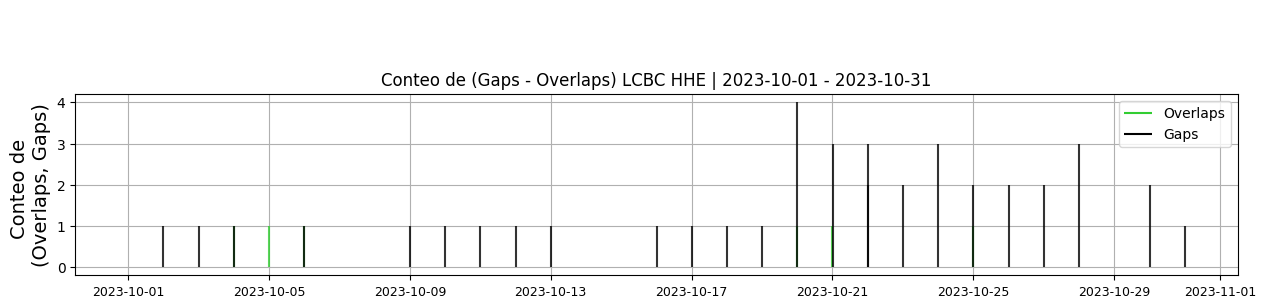 Conteo de (Gaps - Overlaps) LCBC HHE | 2023-10-01 - 2023-10-31
Conteo de
(Overlaps, Gaps)
4
3
2
1
0
Overlaps
Gaps
2023-10-01 2023-10-05 2023-10-09 2023-10-13 2023-10-17 2023-10-21 2023-10-25 2023-10-29 2023-11-01